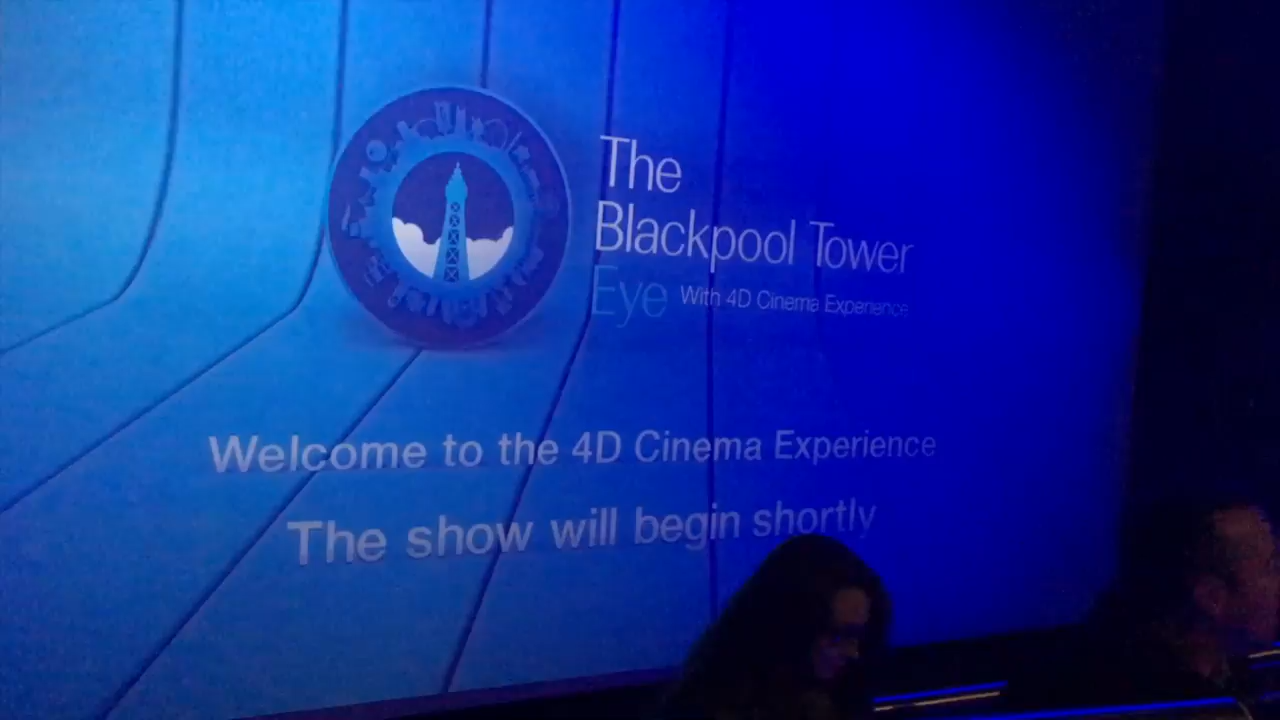 The
Blackpool Tower
Eye With 4D Cinema Experience
Welcome to the 4D Cinema Experience
The show will begin shortly